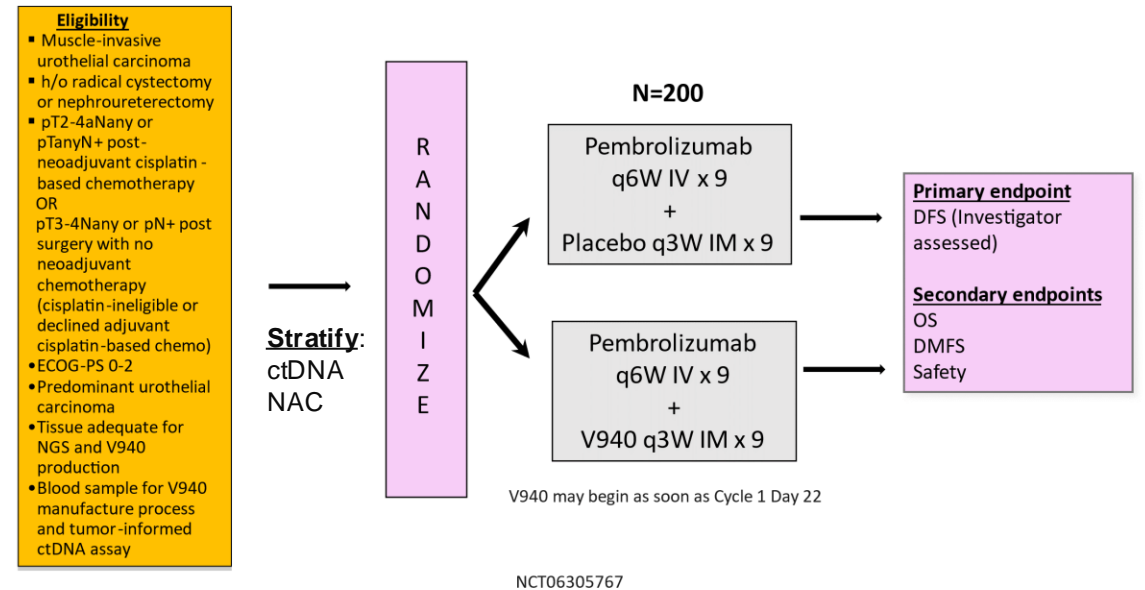 Eligibility
▪ Muscle-invasive
urothelial carcinoma
▪ h/o radical cystectomy
or nephroureterectomy
▪ pT2-4aNany or
pTanyN+ post-
neoadjuvant cisplatin -
based chemotherapy
OR
pT3-4Nany or pN+ post
surgery with no
neoadjuvant
chemotherapy
(cisplatin-ineligible or
declined adjuvant
cisplatin-based chemo)
•ECOG-PS 0-2
•Predominant urothelial
carcinoma
•Tissue adequate for
NGS and V940
production
•Blood sample for V940
manufacture process
and tumor-informed
ctDNA assay
Stratify:
ctDNA
NAC
R
A
N
D
O
M
I
Z
E
N=200
Pembrolizumab
q6W IV x 9
+
Placebo q3W IM x 9
Pembrolizumab
q6W IV x 9
+
V940 q3W IM x 9
V940 may begin as soon as Cycle 1 Day 22
Primary endpoint
DFS (Investigator
assessed)
Secondary endpoints
OS
DMFS
Safety
NCT06305767